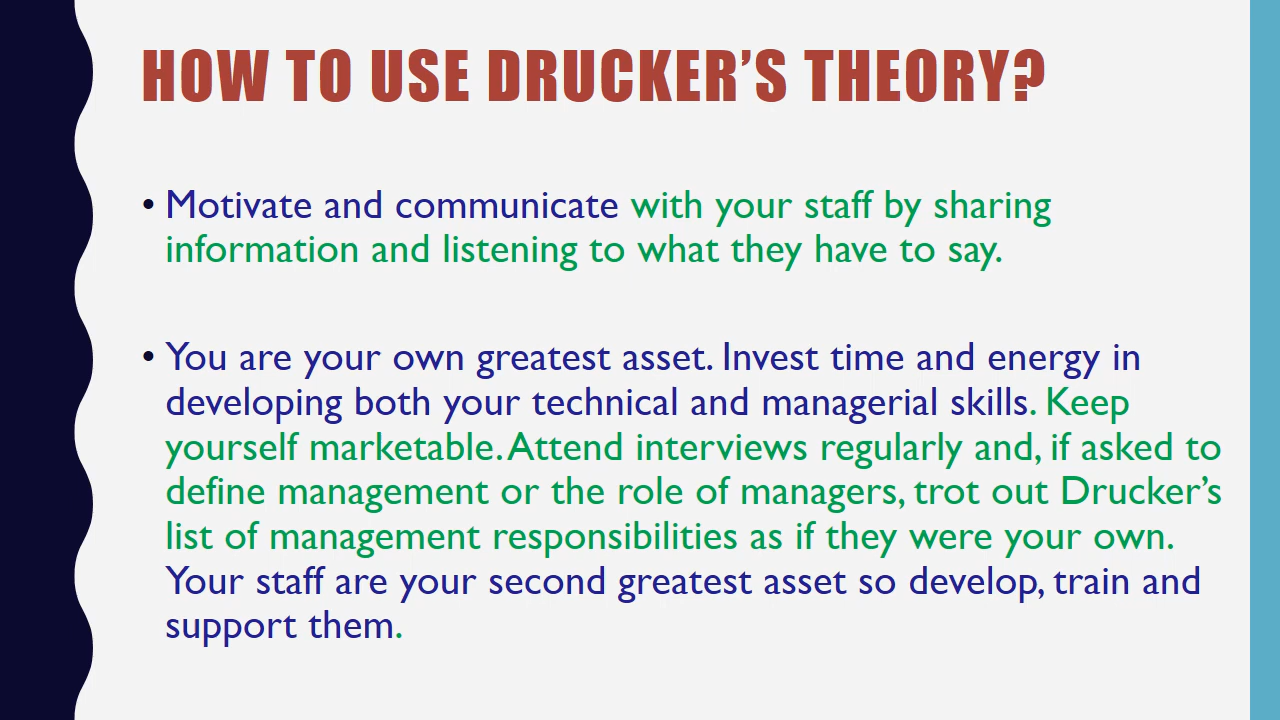 HOW TO USE DRUCKER’S THEORY?
• Motivate and communicate with your staff by sharing
information and listening to what they have to say.
• You are your own greatest asset. Invest time and energy in
developing both your technical and managerial skills. Keep
yourself marketable. Attend interviews regularly and, if asked to
define management or the role of managers, trot out Drucker’s
list of management responsibilities as if they were your own.
Your staff are your second greatest asset so develop, train and
support them.